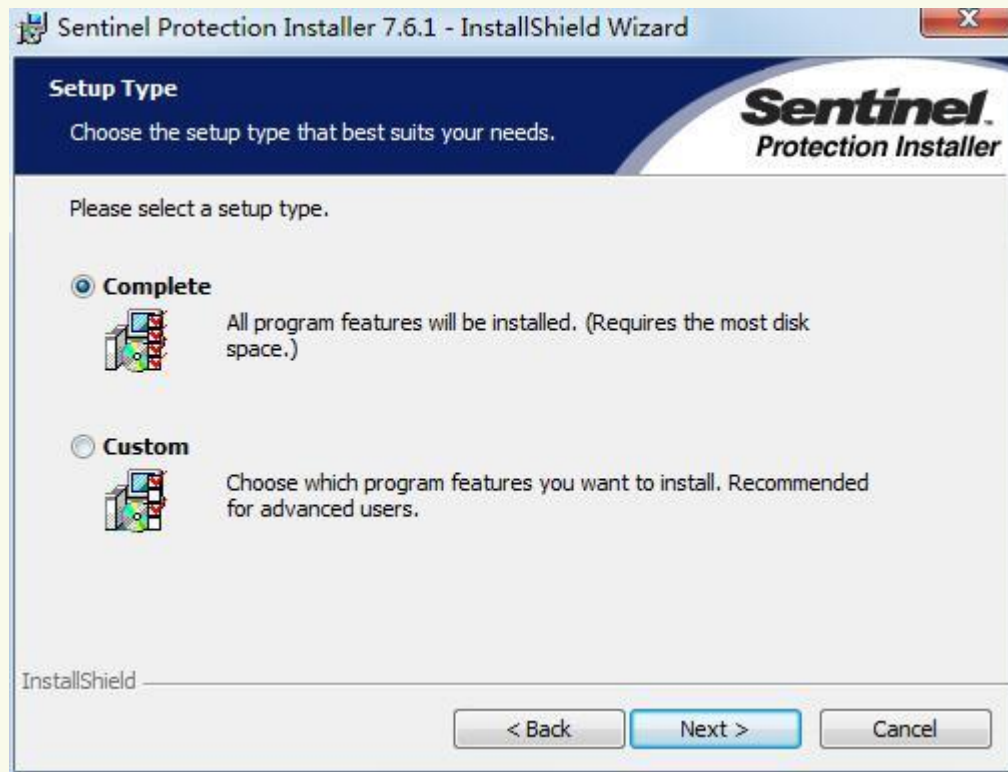 Sentinel Protection Installer 7.6.1 - InstallShield Wizard
Setup Type
Choose the setup type that best suits your needs.
Sentinel™
Protection Installer
Please select a setup type.
Complete
All program features will be installed. (Requires the most disk
space.)
Custom
Choose which program features you want to install. Recommended
for advanced users.
InstallShield
< Back
Next >
Cancel